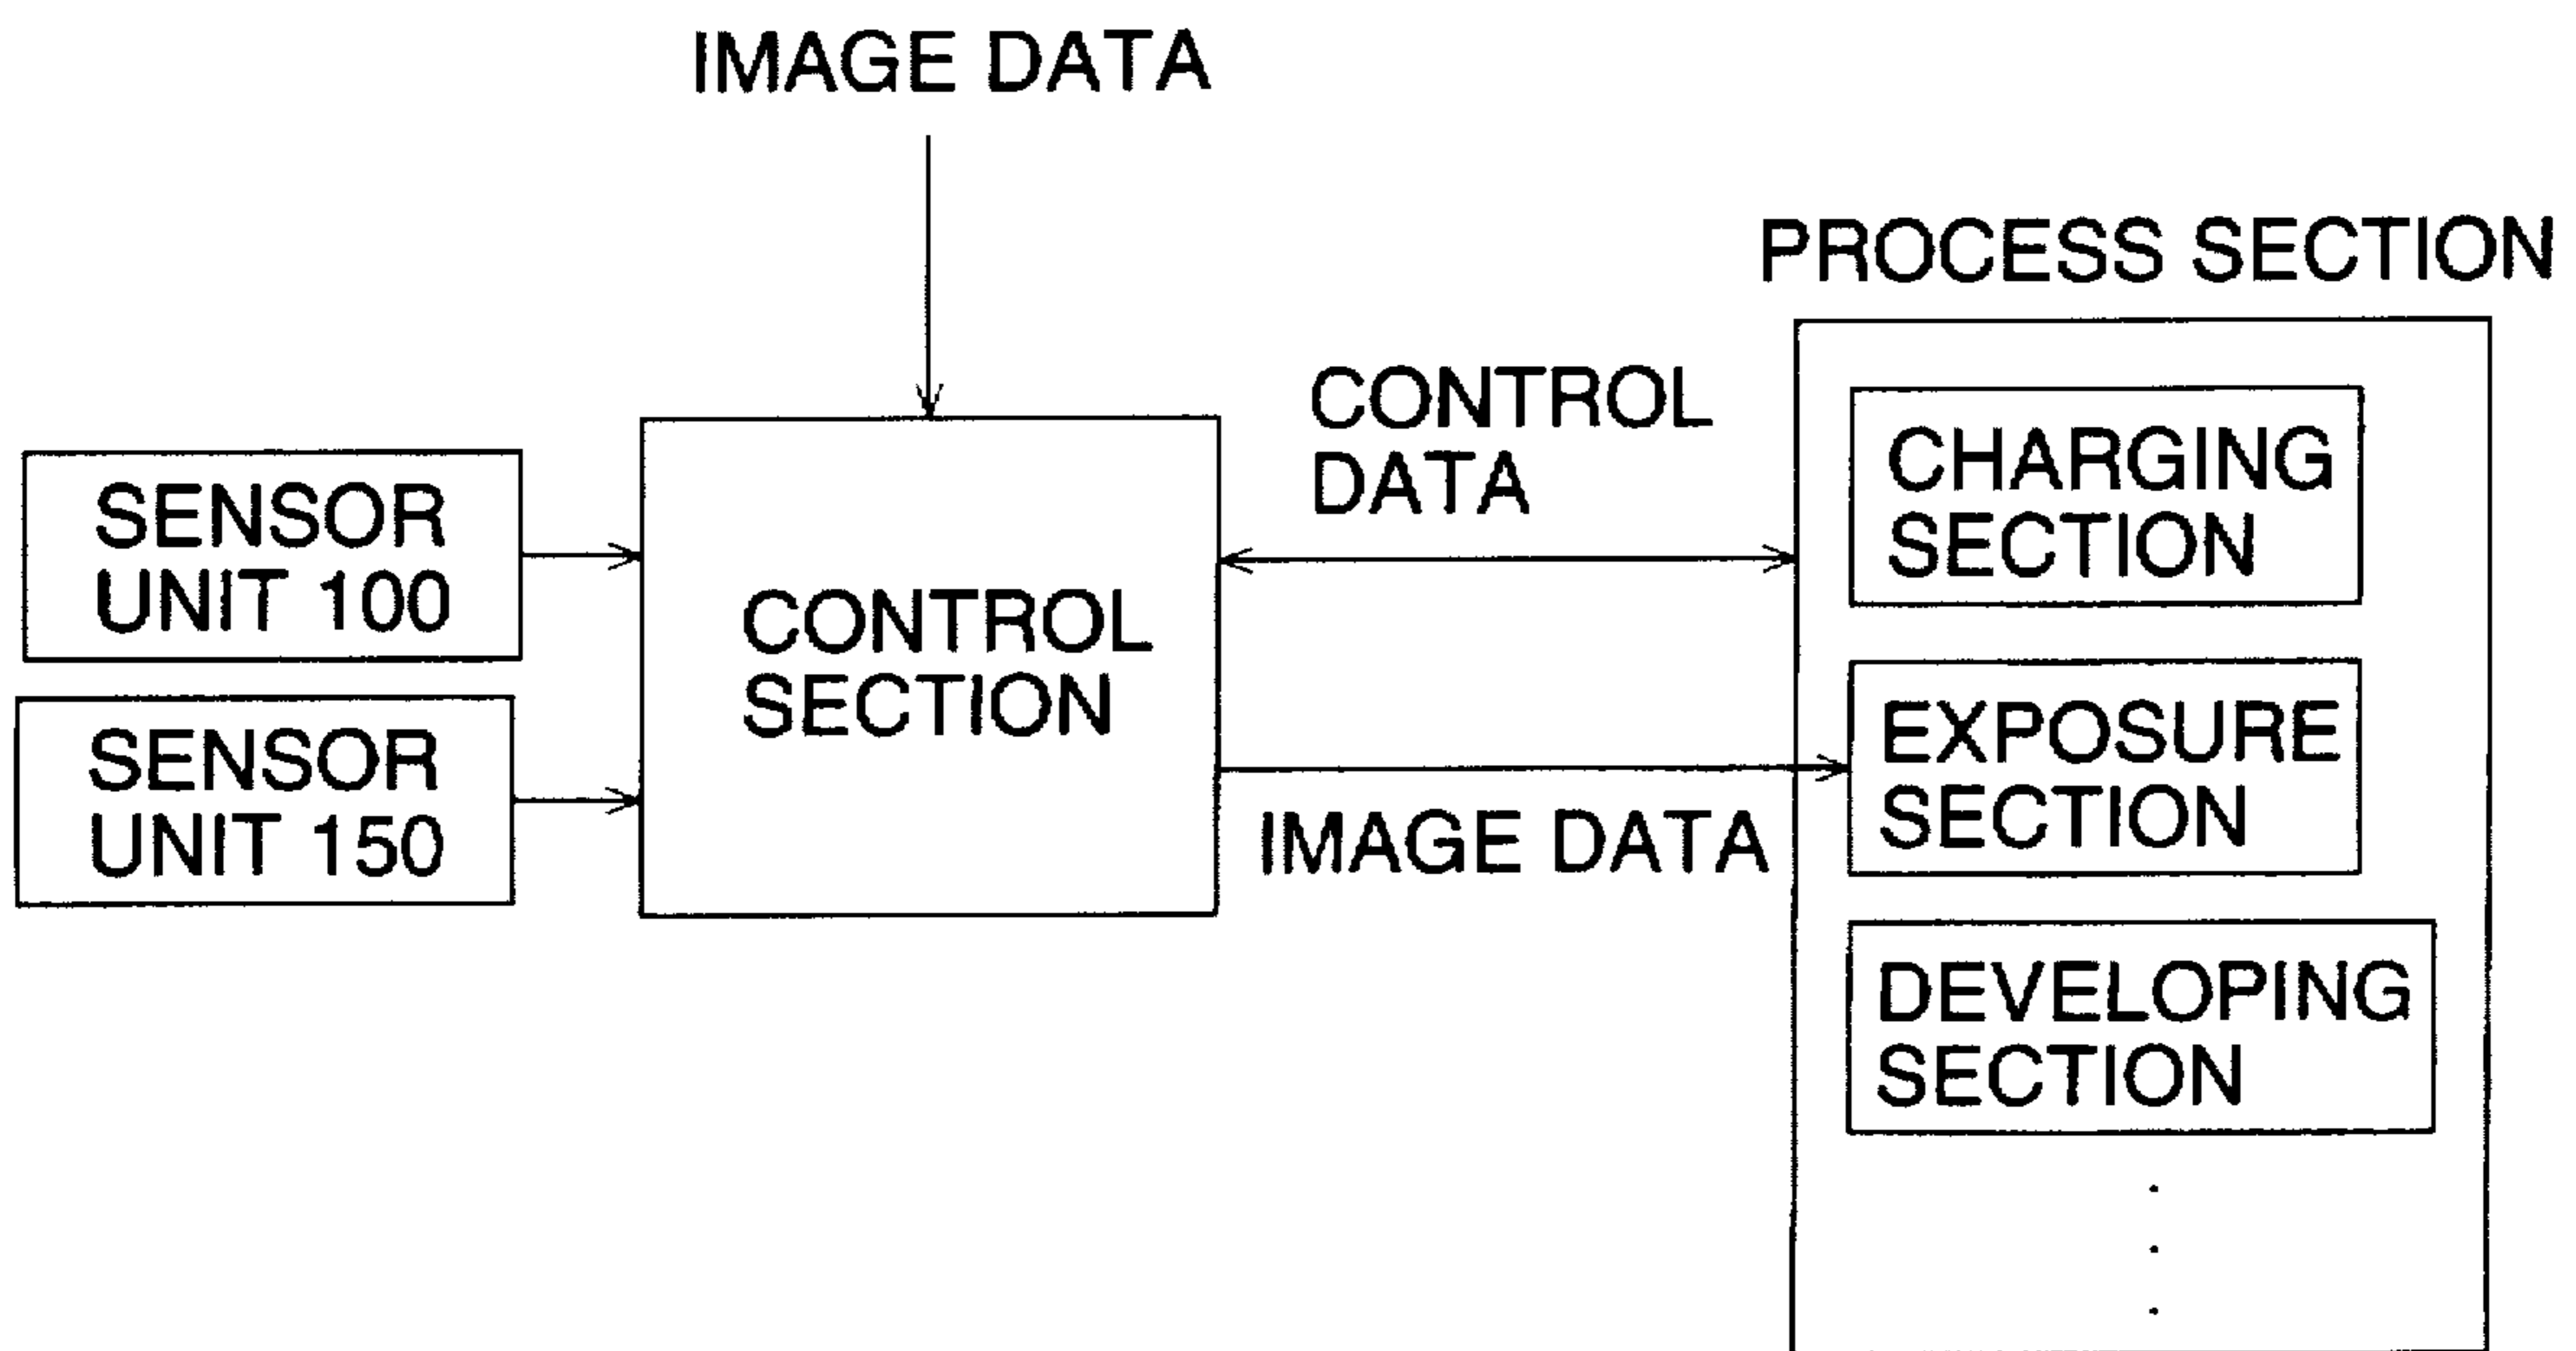 IMAGE DATA
PROCESS SECTION
SENSOR
UNIT 100
SENSOR
UNIT 150
CONTROL
SECTION
CONTROL
DATA
IMAGE DATA
CHARGING
SECTION
EXPOSURE
SECTION
DEVELOPING
SECTION